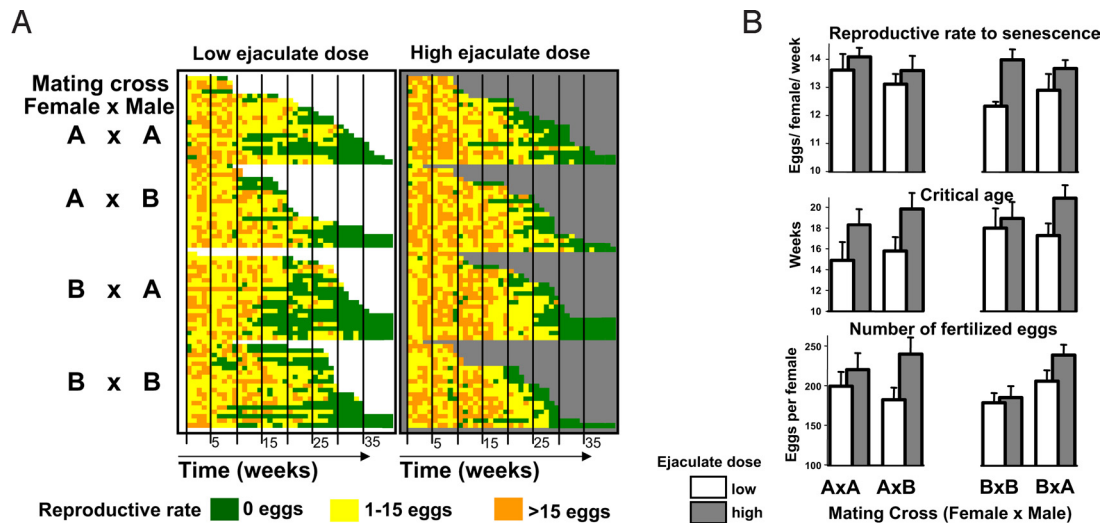 A
Low ejaculate dose
High ejaculate dose
Mating cross
Female x Male
A x A
A x B
B x A
B x B
5 15 25 35
5 15 25 35
Time (weeks)
Time (weeks)
Reproductive rate 0 eggs 1-15 eggs >15 eggs
B
Reproductive rate to senescence
Eggs/ female/ week
14
13
12
11
10
Critical age
Weeks
20
18
16
14
10
Number of fertilized eggs
Eggs per female
250
200
150
100
AxA AxB BxB BxA
Mating Cross (Female x Male)
Ejaculate dose
low
high